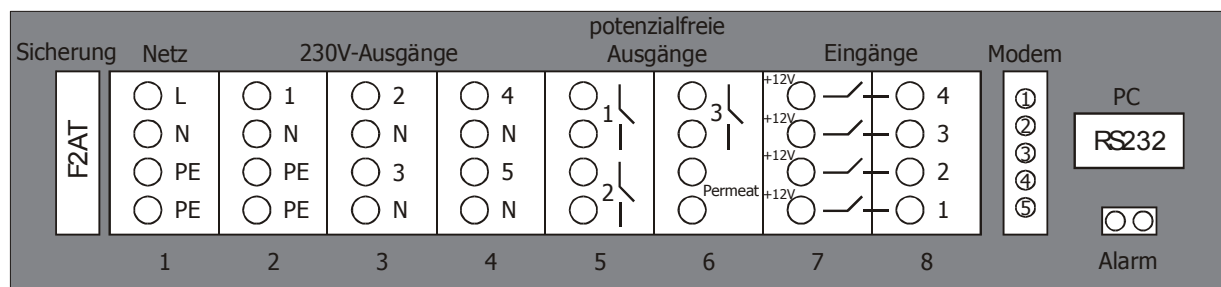 potenzialfreie
Sicherung Netz 230V-Ausgänge Ausgänge Eingänge Modem
F2AT
L 1 2 4 1 3 +12V 4 1 PC
N N N N +12V 3 2 RS232
PE PE 3 5 2 +12V 2 3
PE PE N N Permeat +12V 1 4
5
1 2 3 4 5 6 7 8 Alarm